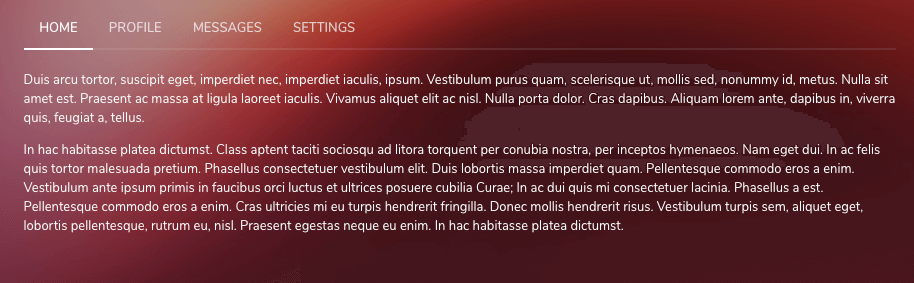 HOME PROFILE MESSAGES SETTINGS
Duis arcu tortor, suscipit eget, imperdiet nec, imperdiet iaculis, ipsum. Vestibulum purus quam, scelerisque ut, mollis sed, nonummy id, metus. Nulla sit
amet est. Praesent ac massa at ligula laoreet iaculis. Vivamus aliquet elit ac nisl. Nulla porta dolor. Cras dapibus. Aliquam lorem ante, dapibus in, viverra
quis, feugiat a, tellus.
In hac habitasse platea dictumst. Class aptent taciti sociosqu ad litora torquent per conubia nostra, per inceptos hymenaeos. Nam eget dui. In ac felis
quis tortor malesuada pretium. Phasellus consectetuer vestibulum elit. Duis lobortis massa imperdiet quam. Pellentesque commodo eros a enim.
Vestibulum ante ipsum primis in faucibus orci luctus et ultrices posuere cubilia Curae; In ac dui quis mi consectetuer lacinia. Phasellus a est.
Pellentesque commodo eros a enim. Cras ultricies mi eu turpis hendrerit fringilla. Donec mollis hendrerit risus. Vestibulum turpis sem, aliquet eget,
lobortis pellentesque, rutrum eu, nisl. Praesent egestas neque eu enim. In hac habitasse platea dictumst.